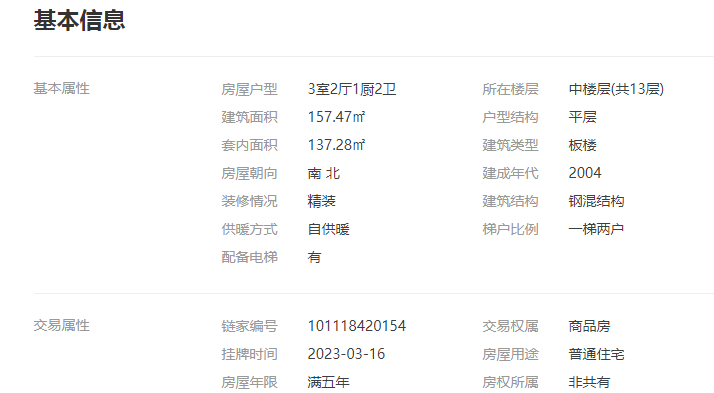 基本信息
基本属性 房屋户型 3室2厅1厨2卫 所在楼层 中楼层(共13层)
建筑面积 157.47㎡ 户型结构 平层
套内面积 137.28㎡ 建筑类型 板楼
房屋朝向 南 北 建成年代 2004
装修情况 精装 建筑结构 钢混结构
供暖方式 自供暖 梯户比例 一梯两户
配备电梯 有
交易属性 链家编号 101118420154 交易权属 商品房
挂牌时间 2023-03-16 房屋用途 普通住宅
房屋年限 满五年 房权所属 非共有